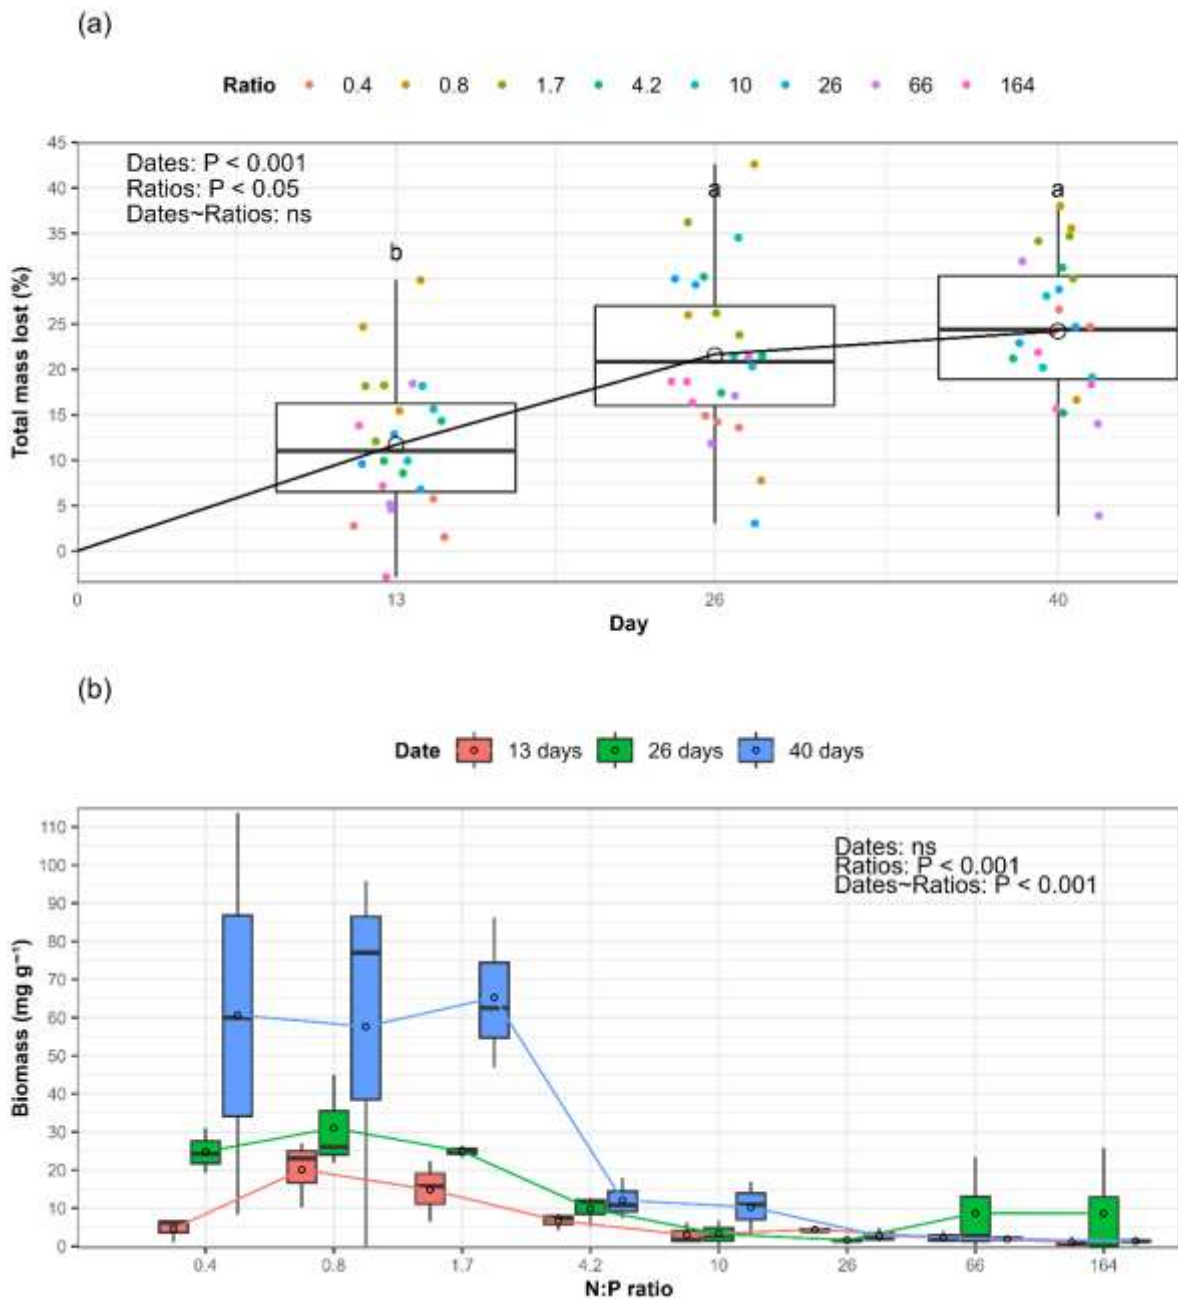 (a)
Ratio 0.4 0.8 1.7 4.2 10 26 66 164
45
Dates: P < 0.001
Ratios: P < 0.05
Dates~Ratios: ns
40
a
a
35
b
30
25
20
15
10
5
0
Total mass lost (%)
0 13 26 40
Day
(b)
Date 13 days 26 days 40 days
110
Dates: ns
Ratios: P < 0.001
Dates~Ratios: P < 0.001
100
90
80
70
60
50
40
30
20
10
0
Biomass (mg g⁻¹)
0.4 0.8 1.7 4.2 10 26 66 164
N:P ratio